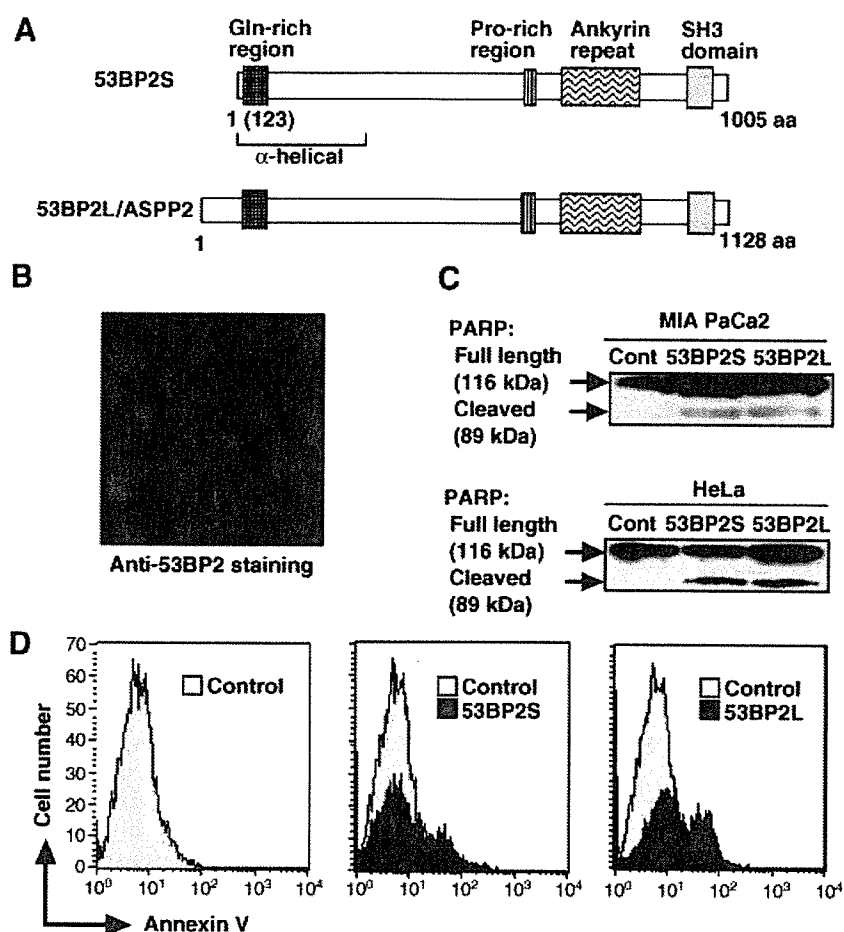 A
Gln-rich region
Pro-rich region
Ankyrin repeat
SH3 domain
53BP2S
1 (123)
1005 aa
α-helical
53BP2L/ASPP2
1
1128 aa
B
Anti-53BP2 staining
C
PARP:
MIA PaCa2
Full length
(116 kDa)
Cont 53BP2S 53BP2L
Cleaved
(89 kDa)
PARP:
HeLa
Full length
(116 kDa)
Cont 53BP2S 53BP2L
Cleaved
(89 kDa)
D
Cell number
70
60
50
40
30
20
10
0
Control
10⁰ 10¹ 10² 10³ 10⁴
Control
53BP2S
10⁰ 10¹ 10² 10³ 10⁴
Control
53BP2L
10⁰ 10¹ 10² 10³ 10⁴
Annexin V